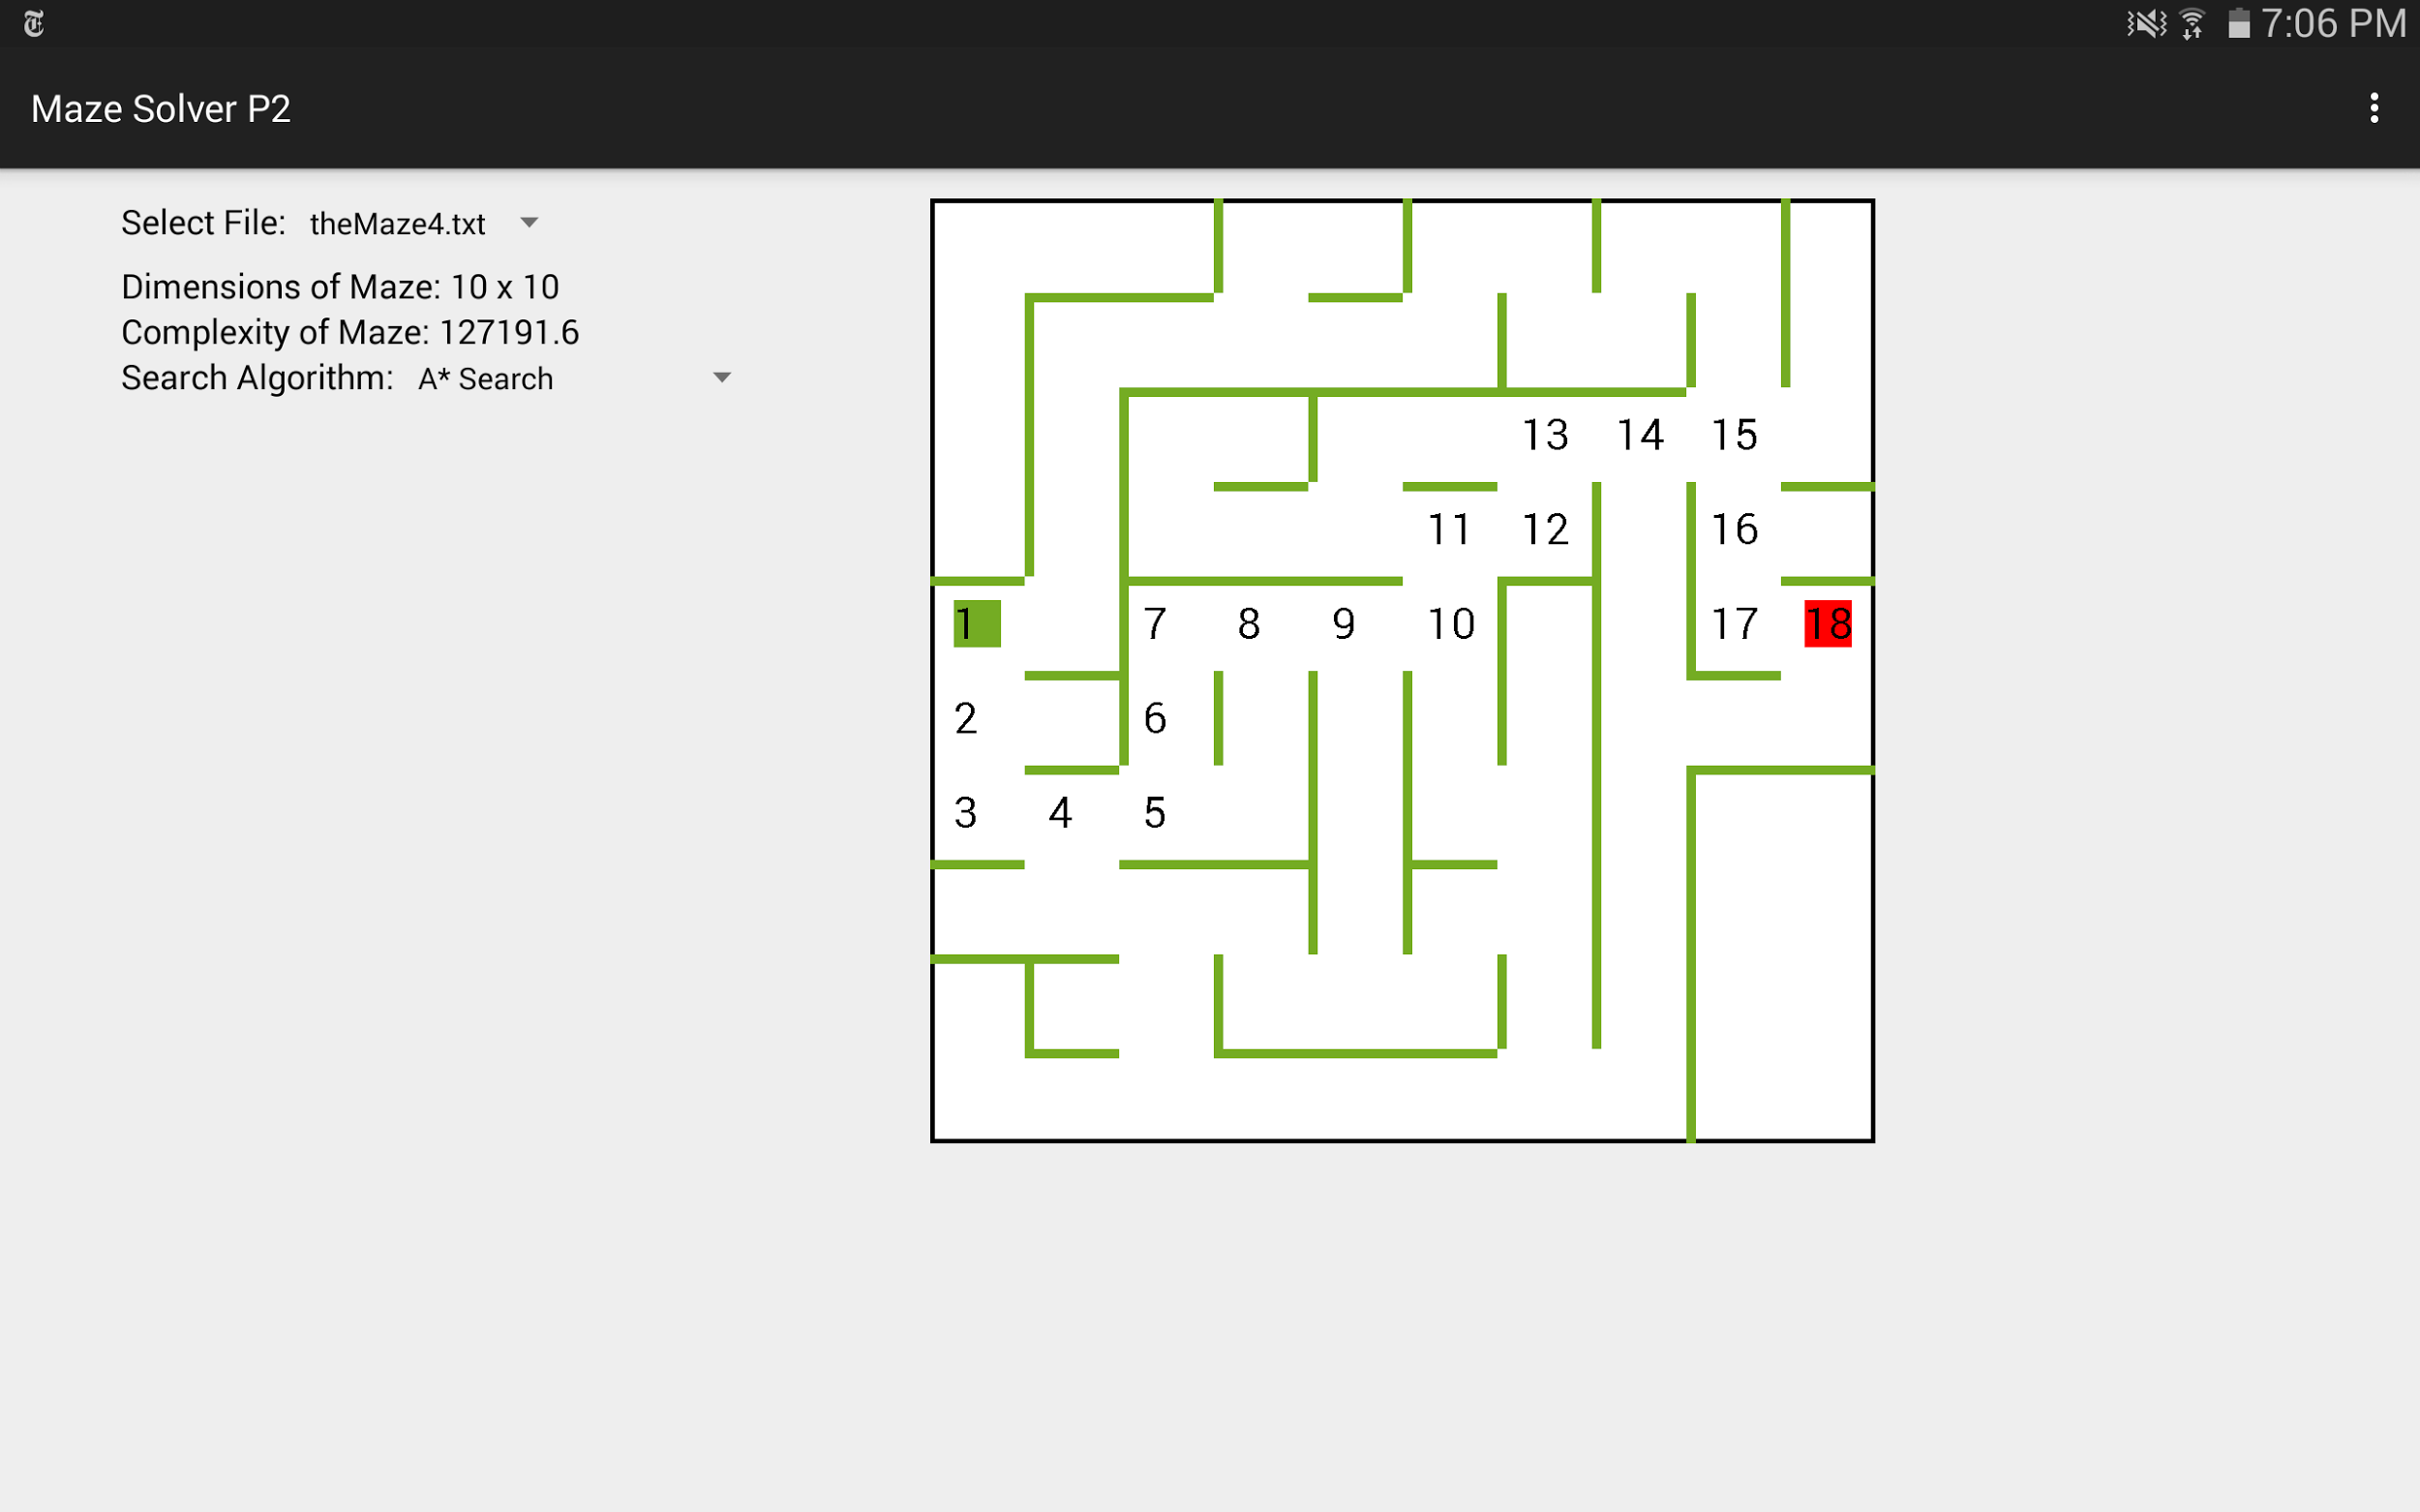 T 7:06 PM
Maze Solver P2
Select File: theMaze4.txt
Dimensions of Maze: 10 x 10
Complexity of Maze: 127191.6
Search Algorithm: A* Search
13 14 15
11 12 16
1 7 8 9 10 17 18
2 6
3 4 5